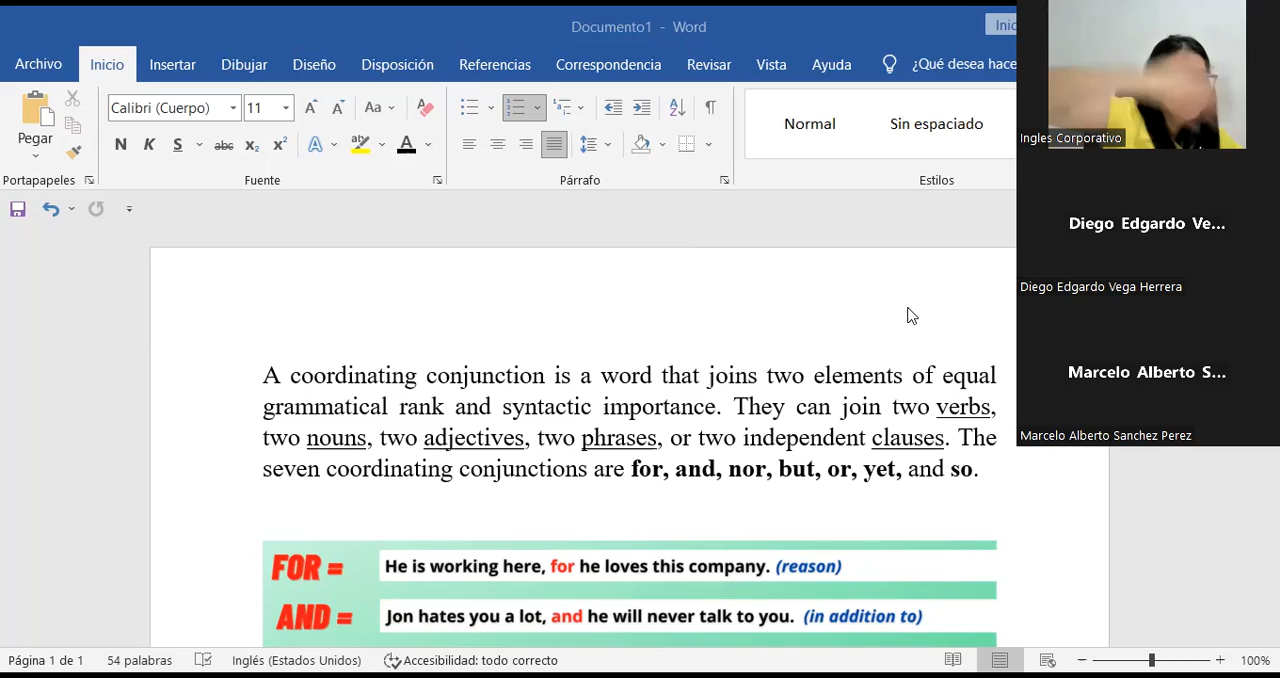 Documento1 - Word
Inic
Archivo Inicio Insertar Dibujar Diseño Disposición Referencias Correspondencia Revisar Vista Ayuda ¿Qué desea hace
Pegar
Calibri (Cuerpo) 11
Aa
N K S abc x₂ x² A A
Normal Sin espaciado
Portapapeles Fuente Párrafo Estilos
Ingles Corporativo
Diego Edgardo Ve...
Diego Edgardo Vega Herrera
Marcelo Alberto S...
Marcelo Alberto Sanchez Perez
A coordinating conjunction is a word that joins two elements of equal
grammatical rank and syntactic importance. They can join two verbs,
two nouns, two adjectives, two phrases, or two independent clauses. The
seven coordinating conjunctions are for, and, nor, but, or, yet, and so.
FOR = He is working here, for he loves this company. (reason)
AND = Jon hates you a lot, and he will never talk to you. (in addition to)
Página 1 de 1 54 palabras Inglés (Estados Unidos) Accesibilidad: todo correcto 100%